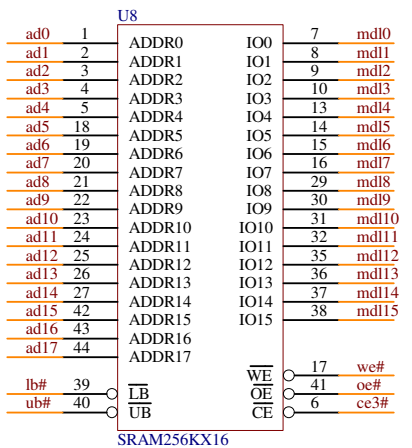 U8
ad0 1 ADDR0 IO0 7 mdl0
ad1 2 ADDR1 IO1 8 mdl1
ad2 3 ADDR2 IO2 9 mdl2
ad3 4 ADDR3 IO3 10 mdl3
ad4 5 ADDR4 IO4 13 mdl4
ad5 18 ADDR5 IO5 14 mdl5
ad6 19 ADDR6 IO6 15 mdl6
ad7 20 ADDR7 IO7 16 mdl7
ad8 21 ADDR8 IO8 29 mdl8
ad9 22 ADDR9 IO9 30 mdl9
ad10 23 ADDR10 IO10 31 mdl10
ad11 24 ADDR11 IO11 32 mdl11
ad12 25 ADDR12 IO12 35 mdl12
ad13 26 ADDR13 IO13 36 mdl13
ad14 27 ADDR14 IO14 37 mdl14
ad15 42 ADDR15 IO15 38 mdl15
ad16 43 ADDR16
ad17 44 ADDR17
WE 17 we#
lb# 39 LB OE 41 oe#
ub# 40 UB CE 6 ce3#
SRAM256KX16